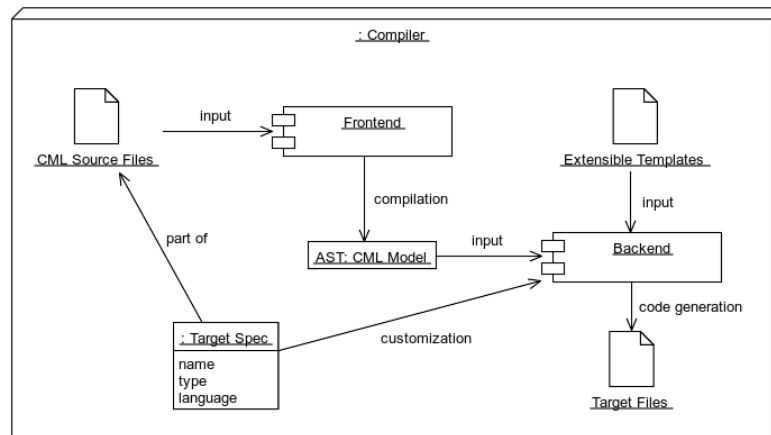 : Compiler
input
Frontend
CML Source Files
Extensible Templates
compilation
input
part of
AST: CML Model
input
Backend
code generation
: Target Spec
customization
name
type
language
Target Files